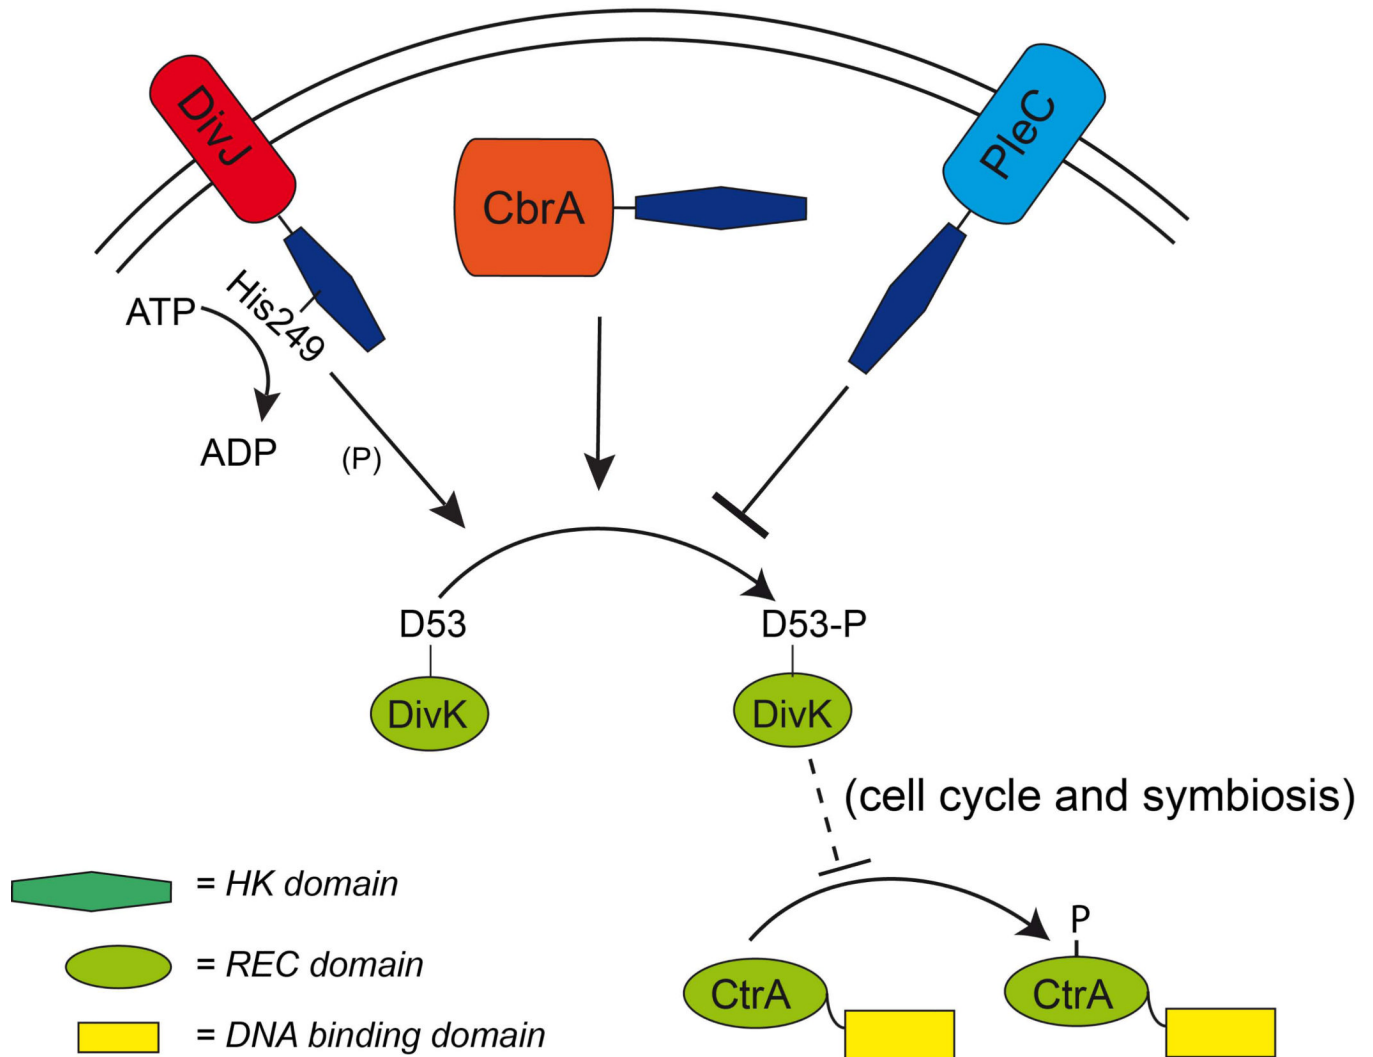 DivJ
CbrA
PleC
His249
ATP
ADP
(P)
D53
D53-P
DivK
DivK
(cell cycle and symbiosis)
= HK domain
= REC domain
= DNA binding domain
P
CtrA
CtrA